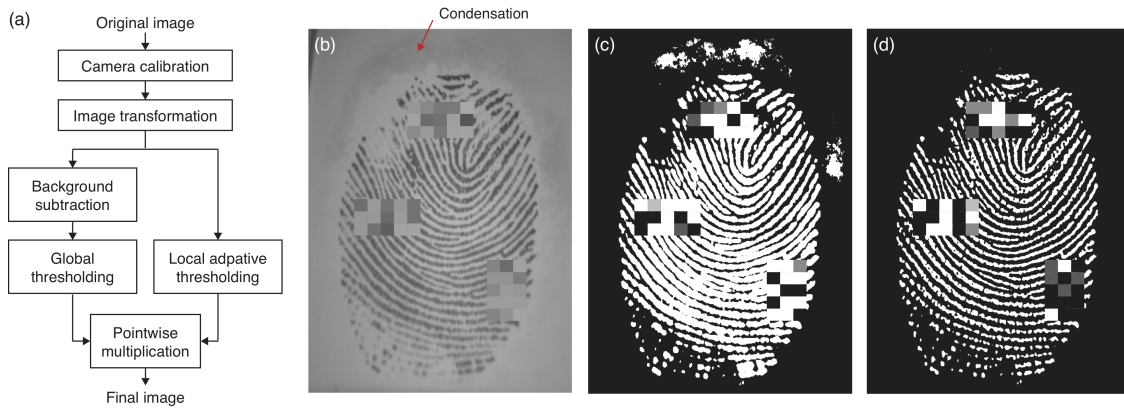 (a)
Original image
Camera calibration
Image transformation
Background
subtraction
Global
thresholding
Local adpative
thresholding
Pointwise
multiplication
Final image
Condensation
(b)
(c)
(d)